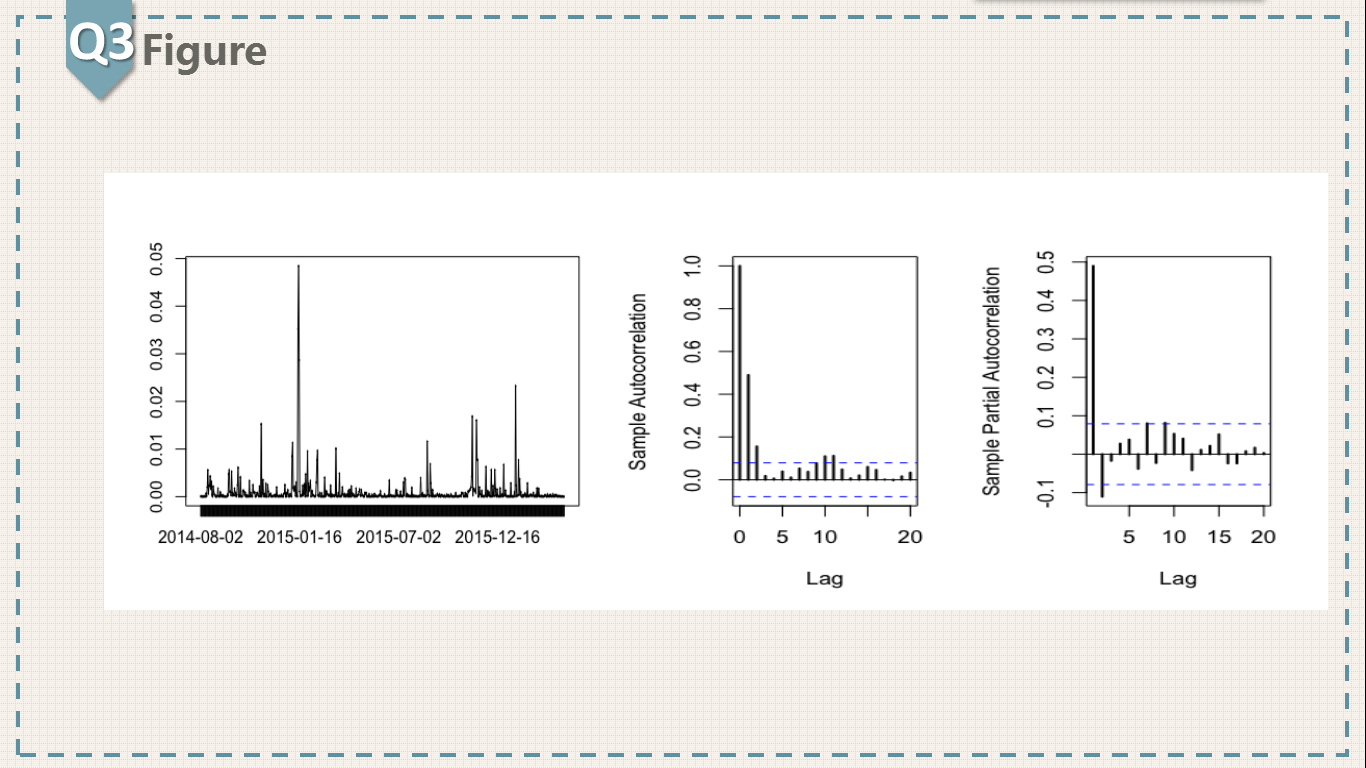 Q3 Figure
0.05
0.04
0.03
0.02
0.01
0.00
2014-08-02 2015-01-16 2015-07-02 2015-12-16
Sample Autocorrelation
1.0
0.8
0.6
0.4
0.2
0.0
0 5 10 20
Lag
Sample Partial Autocorrelation
0.5
0.4
0.3
0.2
0.1
-0.1
5 10 15 20
Lag